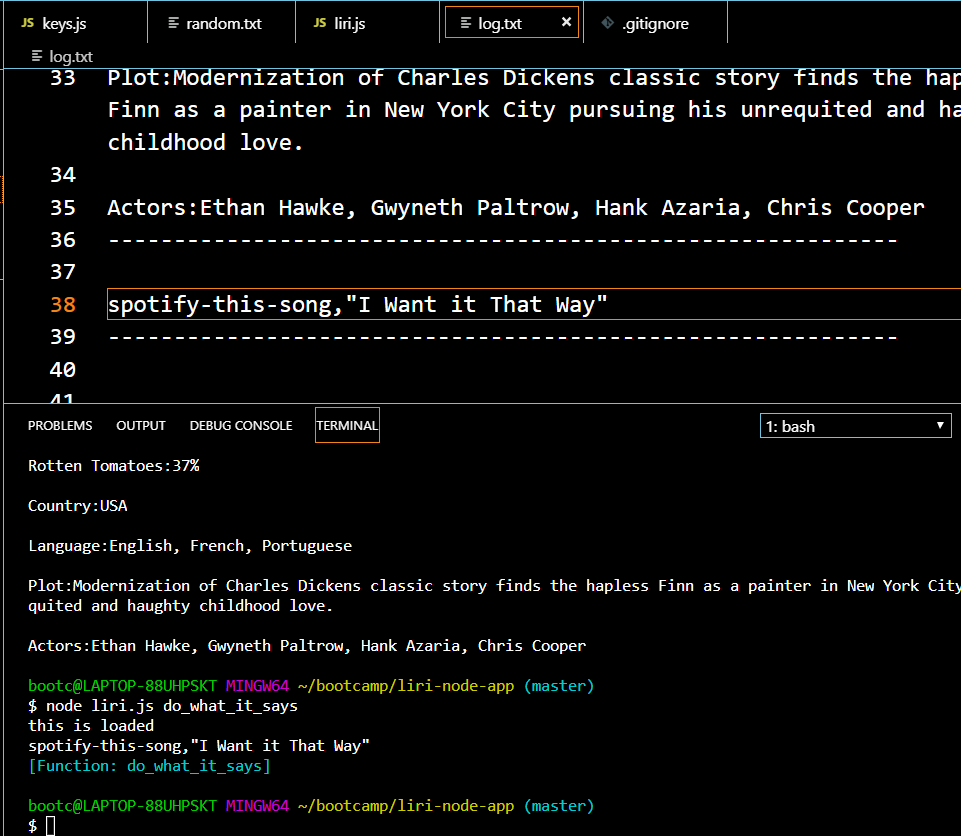 JS keys.js random.txt JS liri.js log.txt × .gitignore
log.txt
33 Plot:Modernization of Charles Dickens classic story finds the hap
Finn as a painter in New York City pursuing his unrequited and ha
childhood love.
34
35 Actors:Ethan Hawke, Gwyneth Paltrow, Hank Azaria, Chris Cooper
36 ------------------------------------------------------------
37
38 spotify-this-song,"I Want it That Way"
39 ------------------------------------------------------------
40
41
PROBLEMS OUTPUT DEBUG CONSOLE TERMINAL 1: bash
Rotten Tomatoes:37%
Country:USA
Language:English, French, Portuguese
Plot:Modernization of Charles Dickens classic story finds the hapless Finn as a painter in New York City
quited and haughty childhood love.
Actors:Ethan Hawke, Gwyneth Paltrow, Hank Azaria, Chris Cooper
bootc@LAPTOP-88UHPSKT MINGW64 ~/bootcamp/liri-node-app (master)
$ node liri.js do_what_it_says
this is loaded
spotify-this-song,"I Want it That Way"
[Function: do_what_it_says]
bootc@LAPTOP-88UHPSKT MINGW64 ~/bootcamp/liri-node-app (master)
$